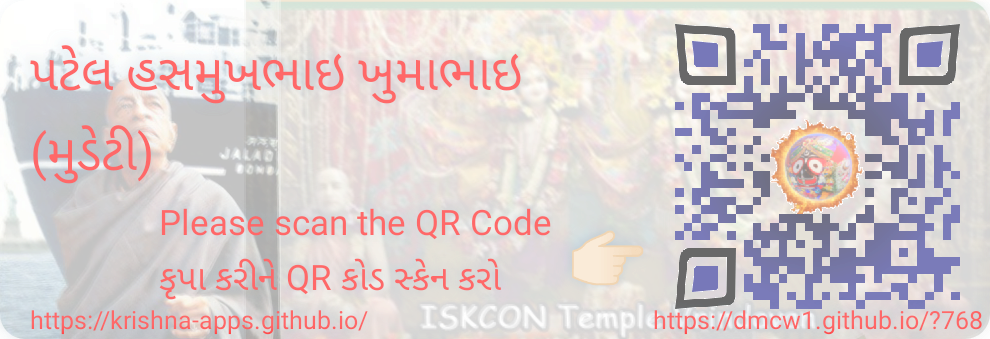 પટેલ હસમુખભાઇ ખુમાભાઇ
(મુડેટી)
JALAD
Please scan the QR Code
કૃપા કરીને QR કોડ સ્કેન કરો
ISKCON Temple
https://krishna-apps.github.io/
https://dmcw1.github.io/?768